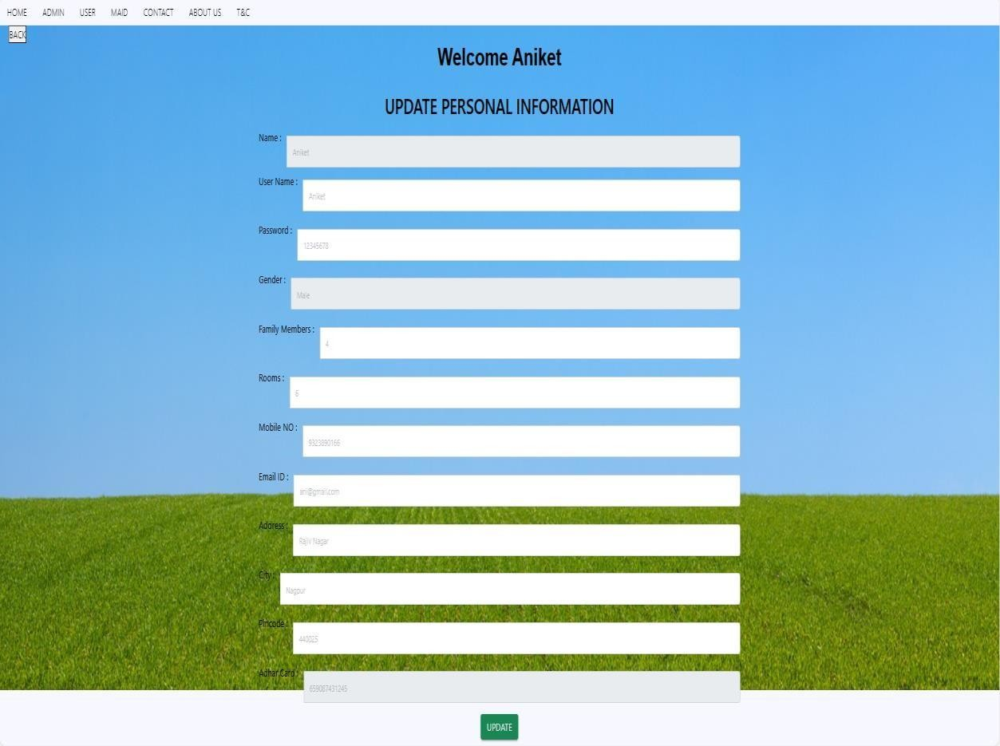 HOME ADMIN USER MAID CONTACT ABOUT US T&C
BACK
Welcome Aniket
UPDATE PERSONAL INFORMATION
Name :
Aniket
User Name :
Aniket
Password :
12345678
Gender :
Male
Family Members :
4
Rooms :
6
Mobile NO :
9323890166
Email ID :
ani@gmail.com
Address :
Rajiv Nagar
City :
Nagpur
Pincode :
440025
Adhar Card :
659087431245
UPDATE